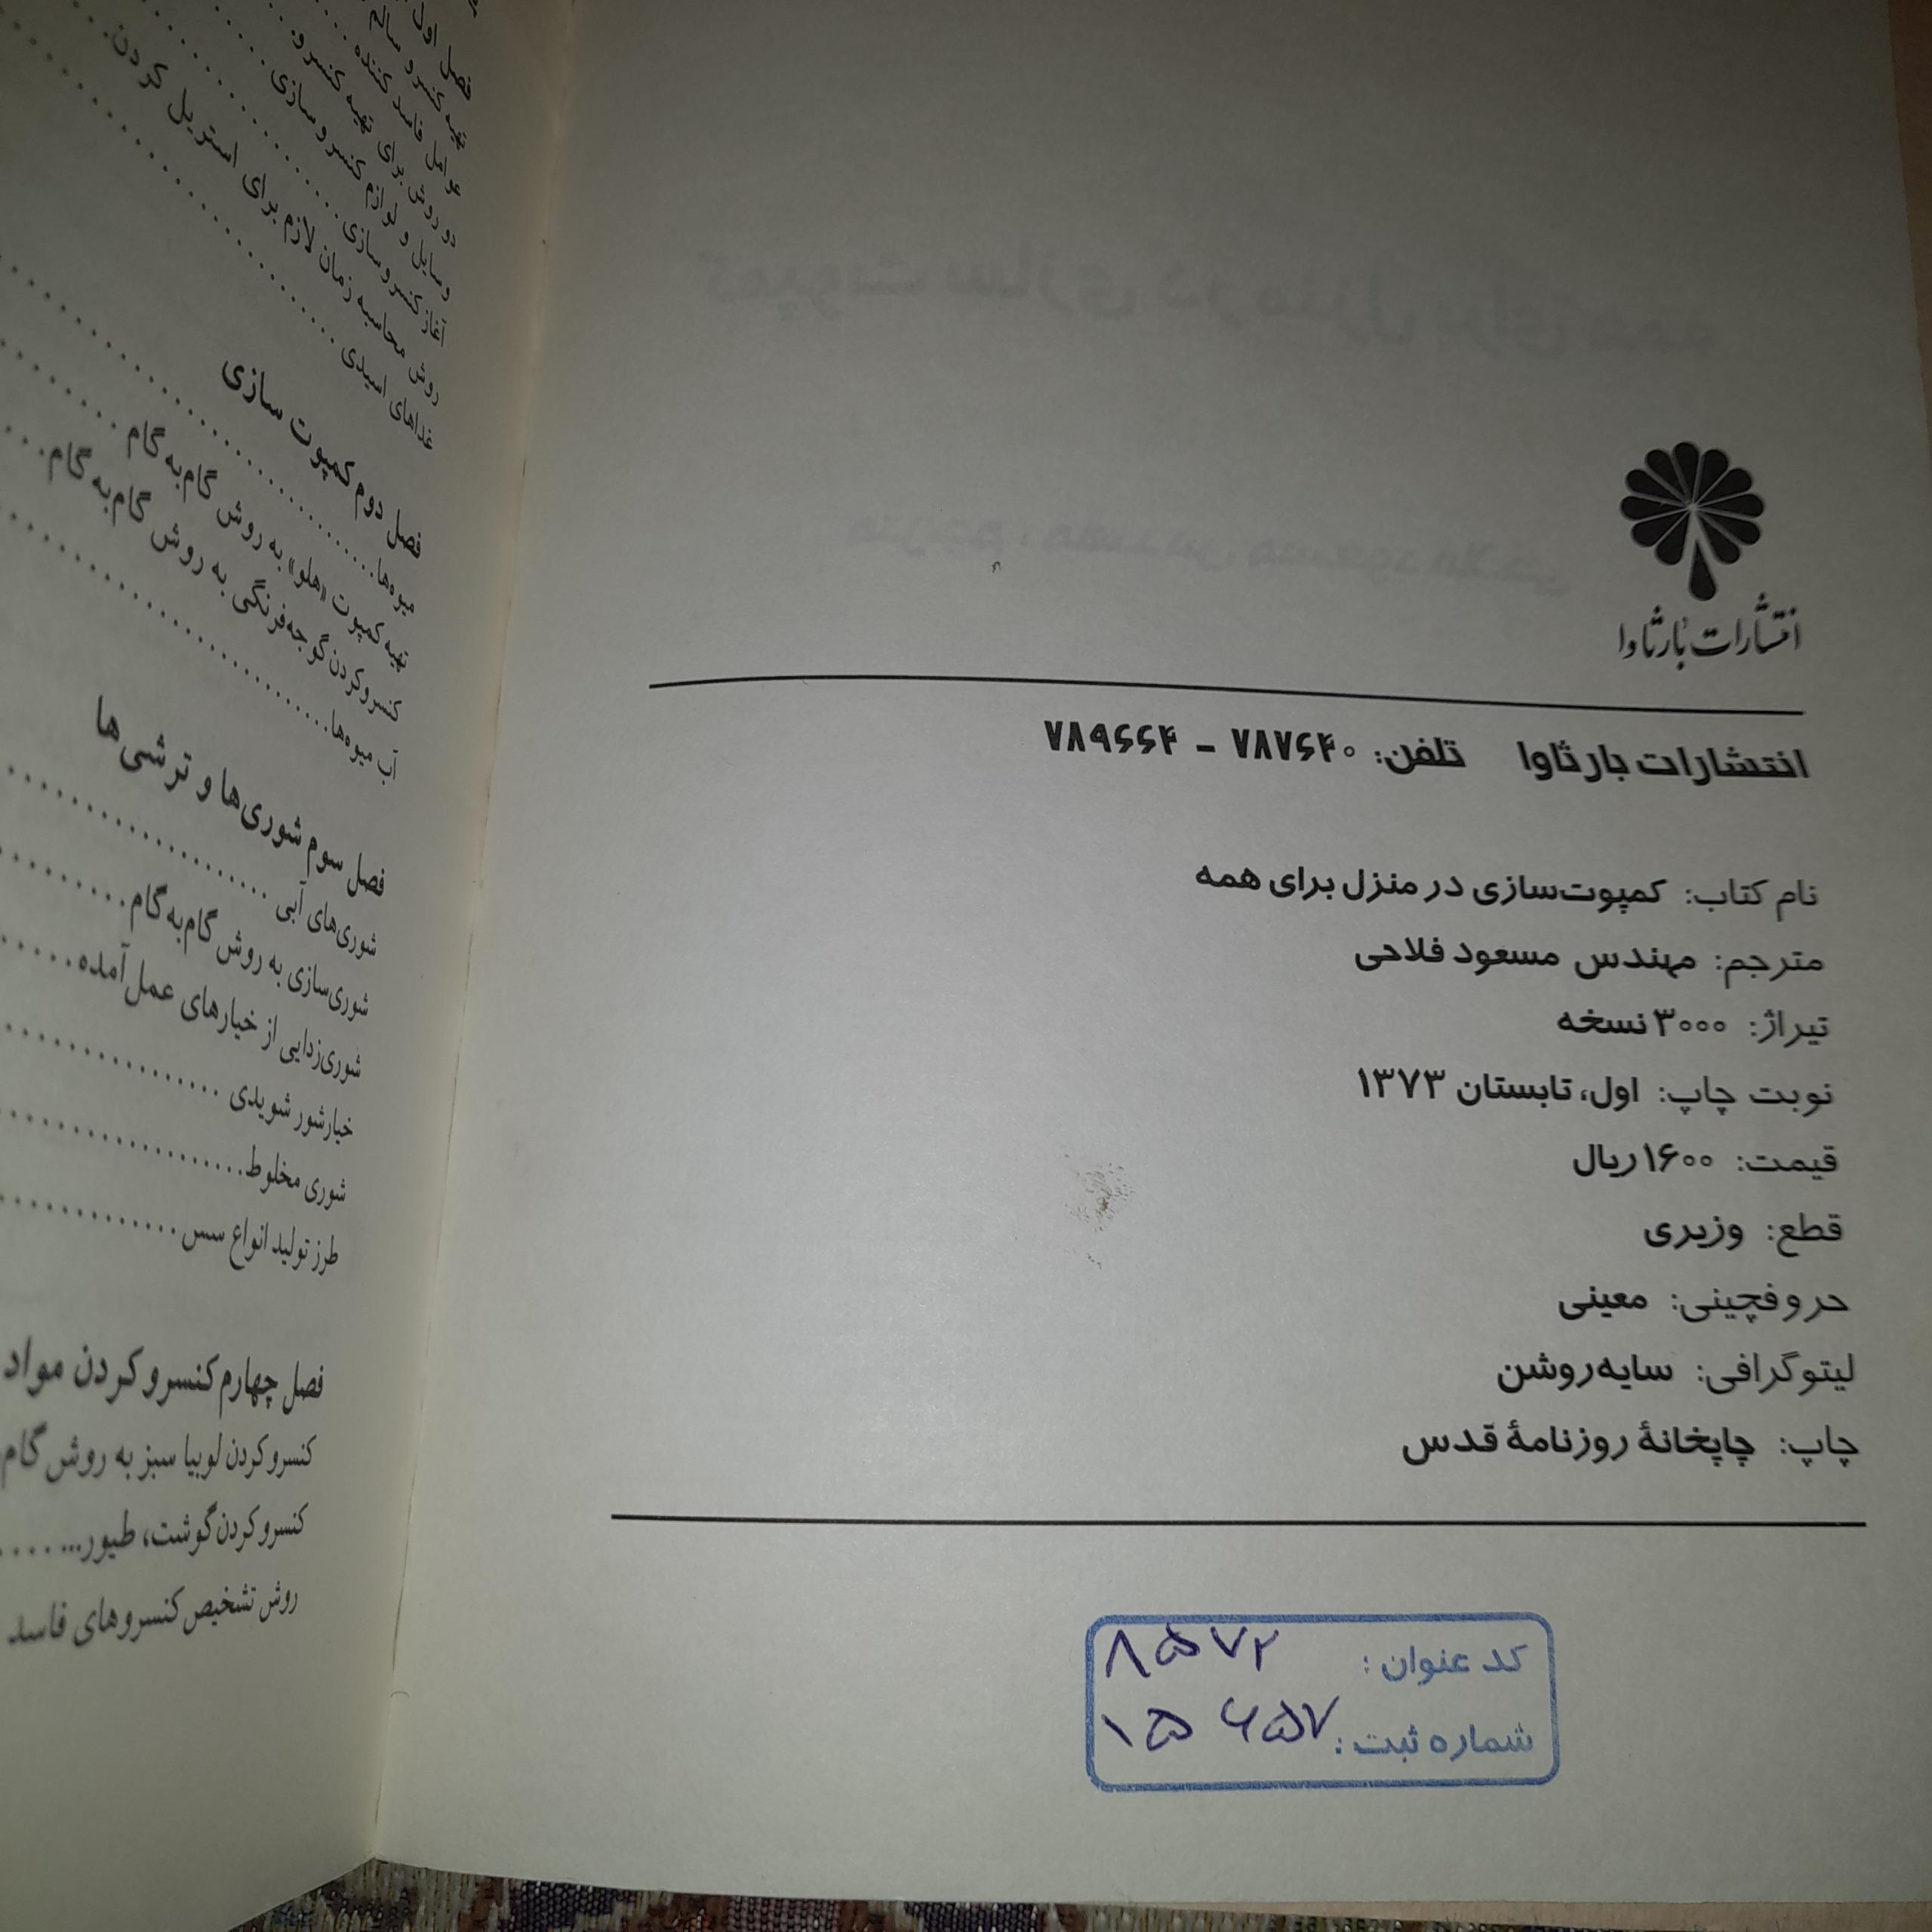 انتشارات بارثاوا
انتشارات بارثاوا تلفن: ۷۸۷۶۴۰ - ۷۸۹۶۶۴
نام کتاب: کمپوت‌سازی در منزل برای همه
مترجم: مهندس مسعود فلاحی
تیراژ: ۳۰۰۰ نسخه
نوبت چاپ: اول، تابستان ۱۳۷۳
قیمت: ۱۶۰۰ ریال
قطع: وزیری
حروفچینی: معینی
لیتوگرافی: سایه‌روشن
چاپ: چاپخانهٔ روزنامهٔ قدس
کد عنوان: ۸۵۷۲
شماره ثبت: ۱۵۶۵۷
فصل اول
تهیه کنسرو سالم
عوامل فاسد کننده
دو روش برای تهیه کنسرو
وسایل و لوازم کنسروسازی
آغاز کنسروسازی
روش محاسبه زمان لازم برای استریل کردن
غذاهای اسیدی
فصل دوم کمپوت سازی
میوه‌ها
تهیه کمپوت «هلو» به روش گام‌به گام
کنسروکردن گوجه‌فرنگی به روش گام‌به گام
آب میوه‌ها
فصل سوم شوری‌ها و ترشی‌ها
شوری‌های آبی
شوری‌سازی به روش گام‌به‌گام
شوری‌زدایی از خیارهای عمل‌آمده
خیارشور شویدی
شوری مخلوط
طرز تولید انواع سس
فصل چهارم کنسروکردن مواد
کنسروکردن لوبیا سبز به روش گام
کنسروکردن گوشت، طیور...
روش تشخیص کنسروهای فاسد